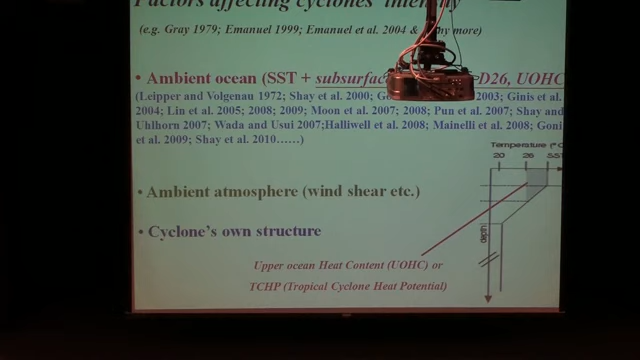 Factors affecting cyclones' intensity
(e.g. Gray 1979; Emanuel 1999; Emanuel et al. 2004 & ny more)
• Ambient ocean (SST + subsurfac D26, UOHC
(Leipper and Volgenau 1972; Shay et al. 2000; G 2003; Ginis et al.
2004; Lin et al. 2005; 2008; 2009; Moon et al. 2007; 2008; Pun et al. 2007; Shay and
Uhlhorn 2007; Wada and Usui 2007;Halliwell et al. 2008; Mainelli et al. 2008; Goni
et al. 2009; Shay et al. 2010……)
Temperature (°C
20 26 SST
• Ambient atmosphere (wind shear etc.)
• Cyclone's own structure
depth
Upper ocean Heat Content (UOHC) or
TCHP (Tropical Cyclone Heat Potential)